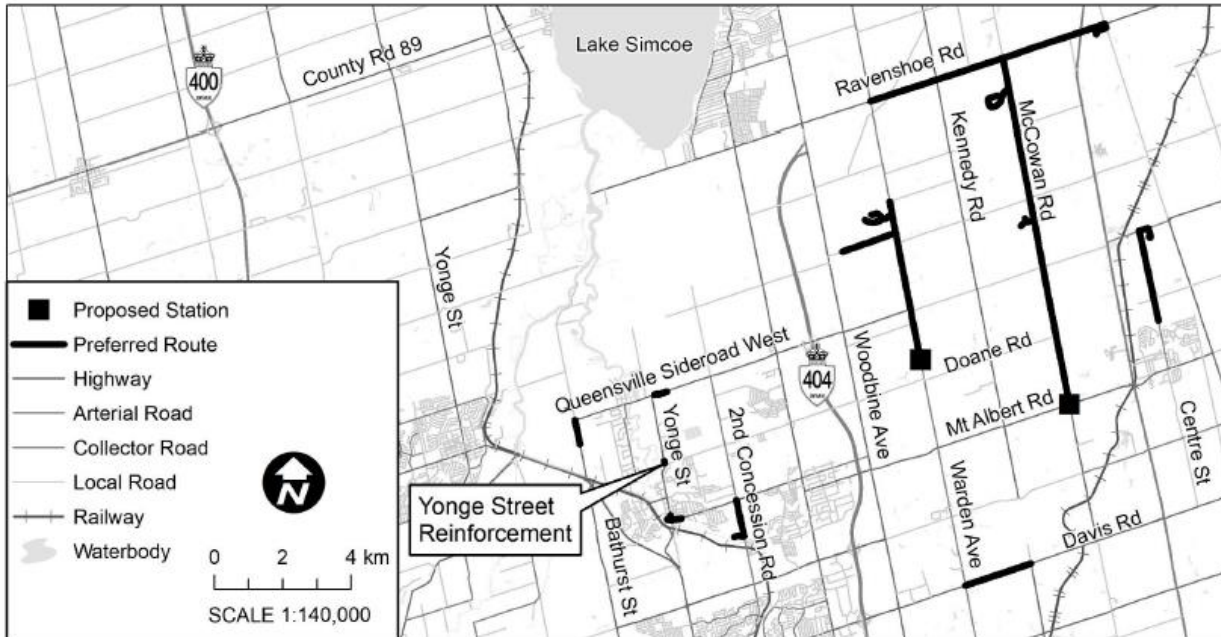 Lake Simcoe
County Rd 89
400
Ravenshoe Rd
Kennedy Rd
McCowan Rd
Yonge St
Queensville Sideroad West
404
Woodbine Ave
Doane Rd
Mt Albert Rd
Yonge St
2nd Concession Rd
Centre St
Warden Ave
Davis Rd
Bathurst St
Yonge Street
Reinforcement
Proposed Station
Preferred Route
Highway
Arterial Road
Collector Road
Local Road
Railway
Waterbody
N
0 2 4 km
SCALE 1:140,000